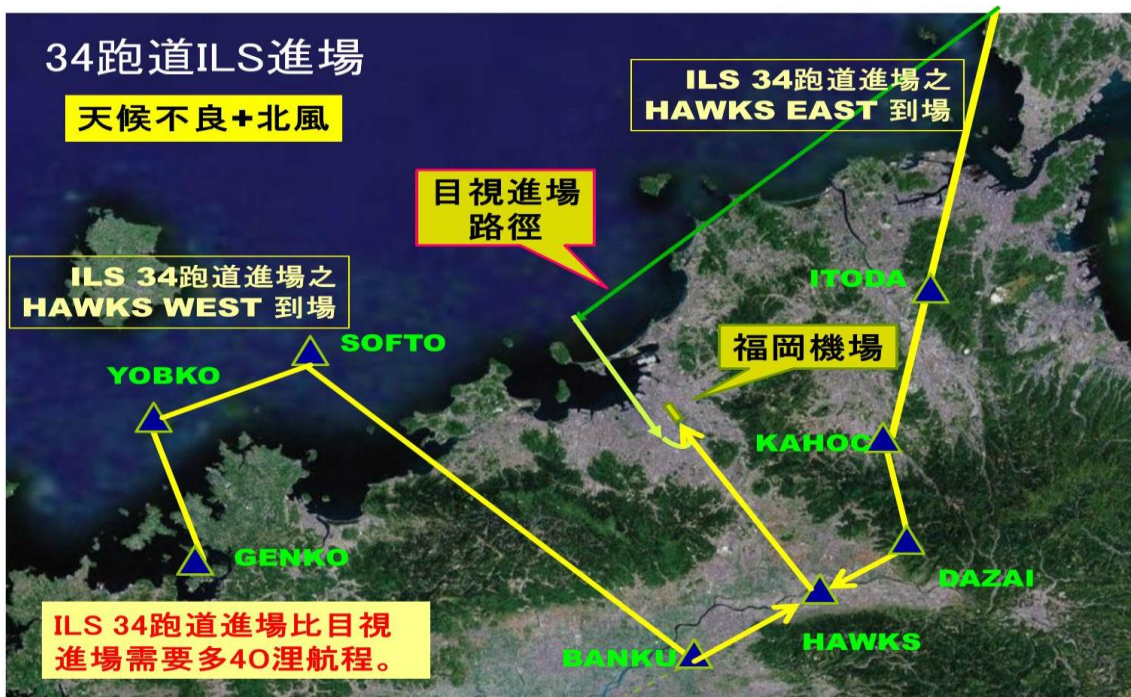 34跑道ILS進場
天候不良+北風
ILS 34跑道進場之
HAWKS EAST 到場
目視進場
路徑
ILS 34跑道進場之
HAWKS WEST 到場
ITODA
SOFTO
福岡機場
YOBKO
KAHOC
GENKO
DAZAI
HAWKS
BANKU
ILS 34跑道進場比目視
進場需要多40浬航程。